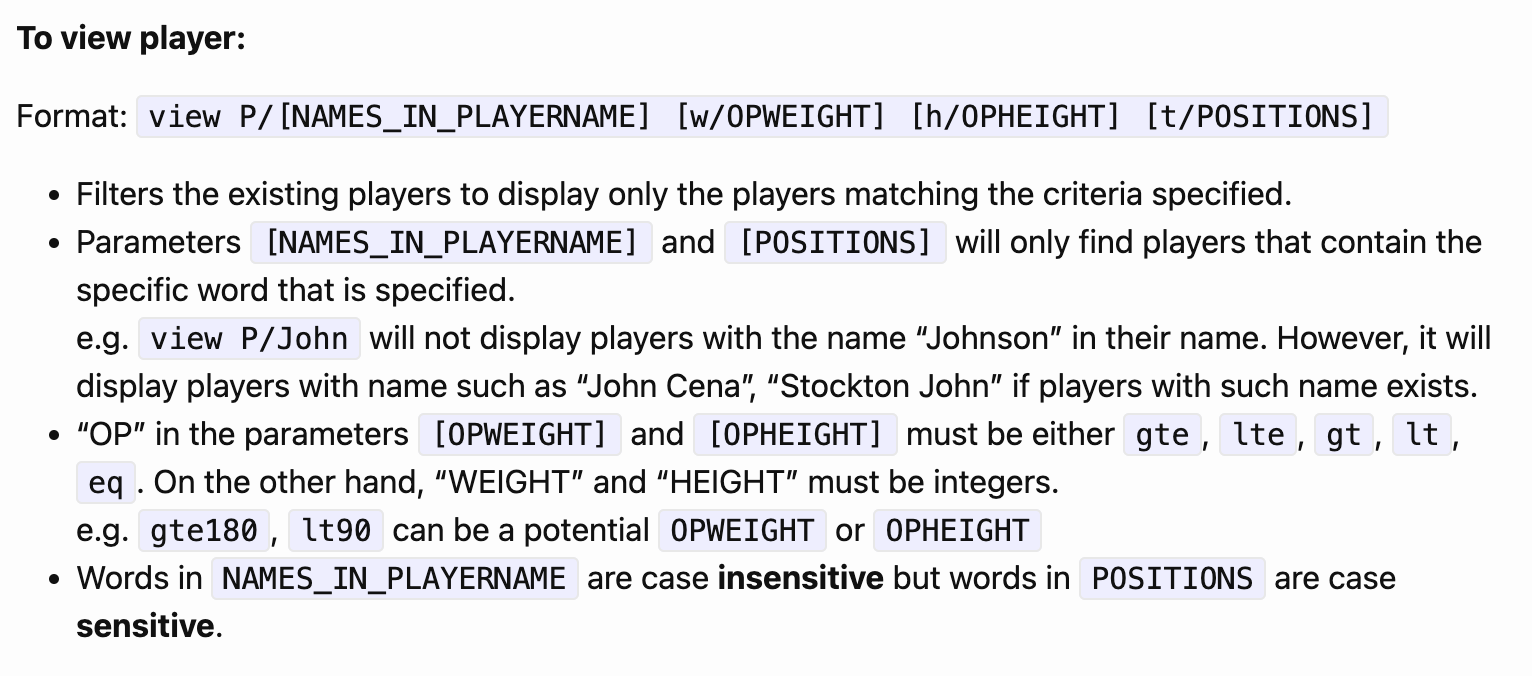 To view player:
Format: view P/[NAMES_IN_PLAYERNAME] [w/OPWEIGHT] [h/OPHEIGHT] [t/POSITIONS]
• Filters the existing players to display only the players matching the criteria specified.
• Parameters [NAMES_IN_PLAYERNAME] and [POSITIONS] will only find players that contain the
specific word that is specified.
e.g. view P/John will not display players with the name “Johnson” in their name. However, it will
display players with name such as “John Cena”, “Stockton John” if players with such name exists.
• “OP” in the parameters [OPWEIGHT] and [OPHEIGHT] must be either gte, lte, gt, lt,
eq. On the other hand, “WEIGHT” and “HEIGHT” must be integers.
e.g. gte180, lt90 can be a potential OPWEIGHT or OPHEIGHT
• Words in NAMES_IN_PLAYERNAME are case insensitive but words in POSITIONS are case
sensitive.